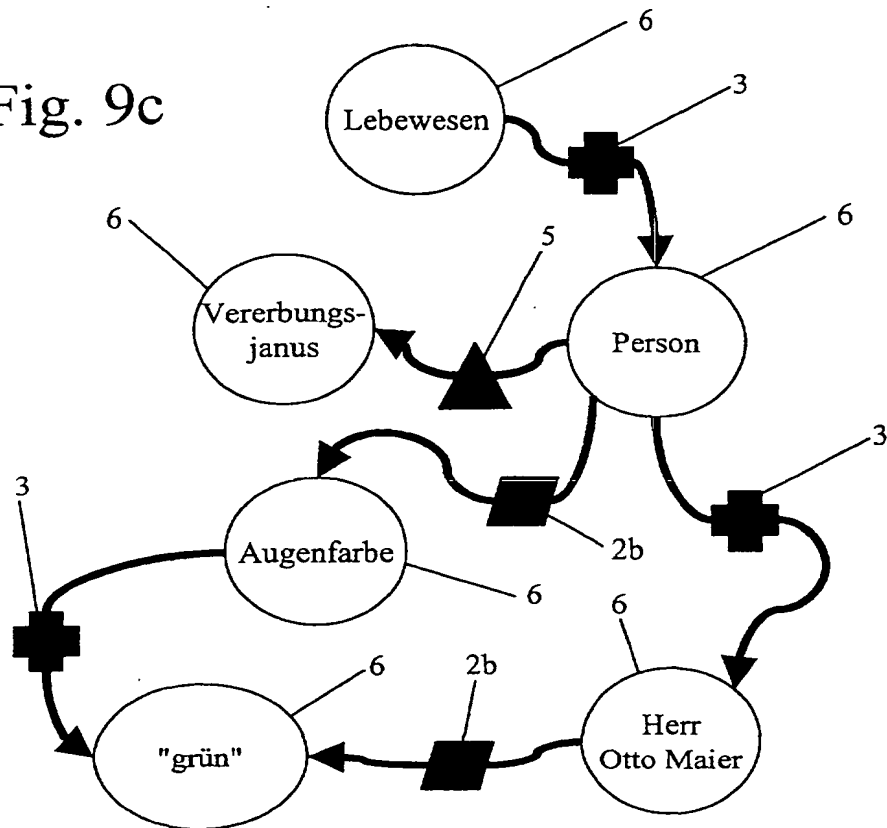 Fig. 9c
6
Lebewesen
3
6
6
5
Vererbungs-
janus
Person
3
3
2b
Augenfarbe
6
6
6
2b
"grün"
Herr
Otto Maier